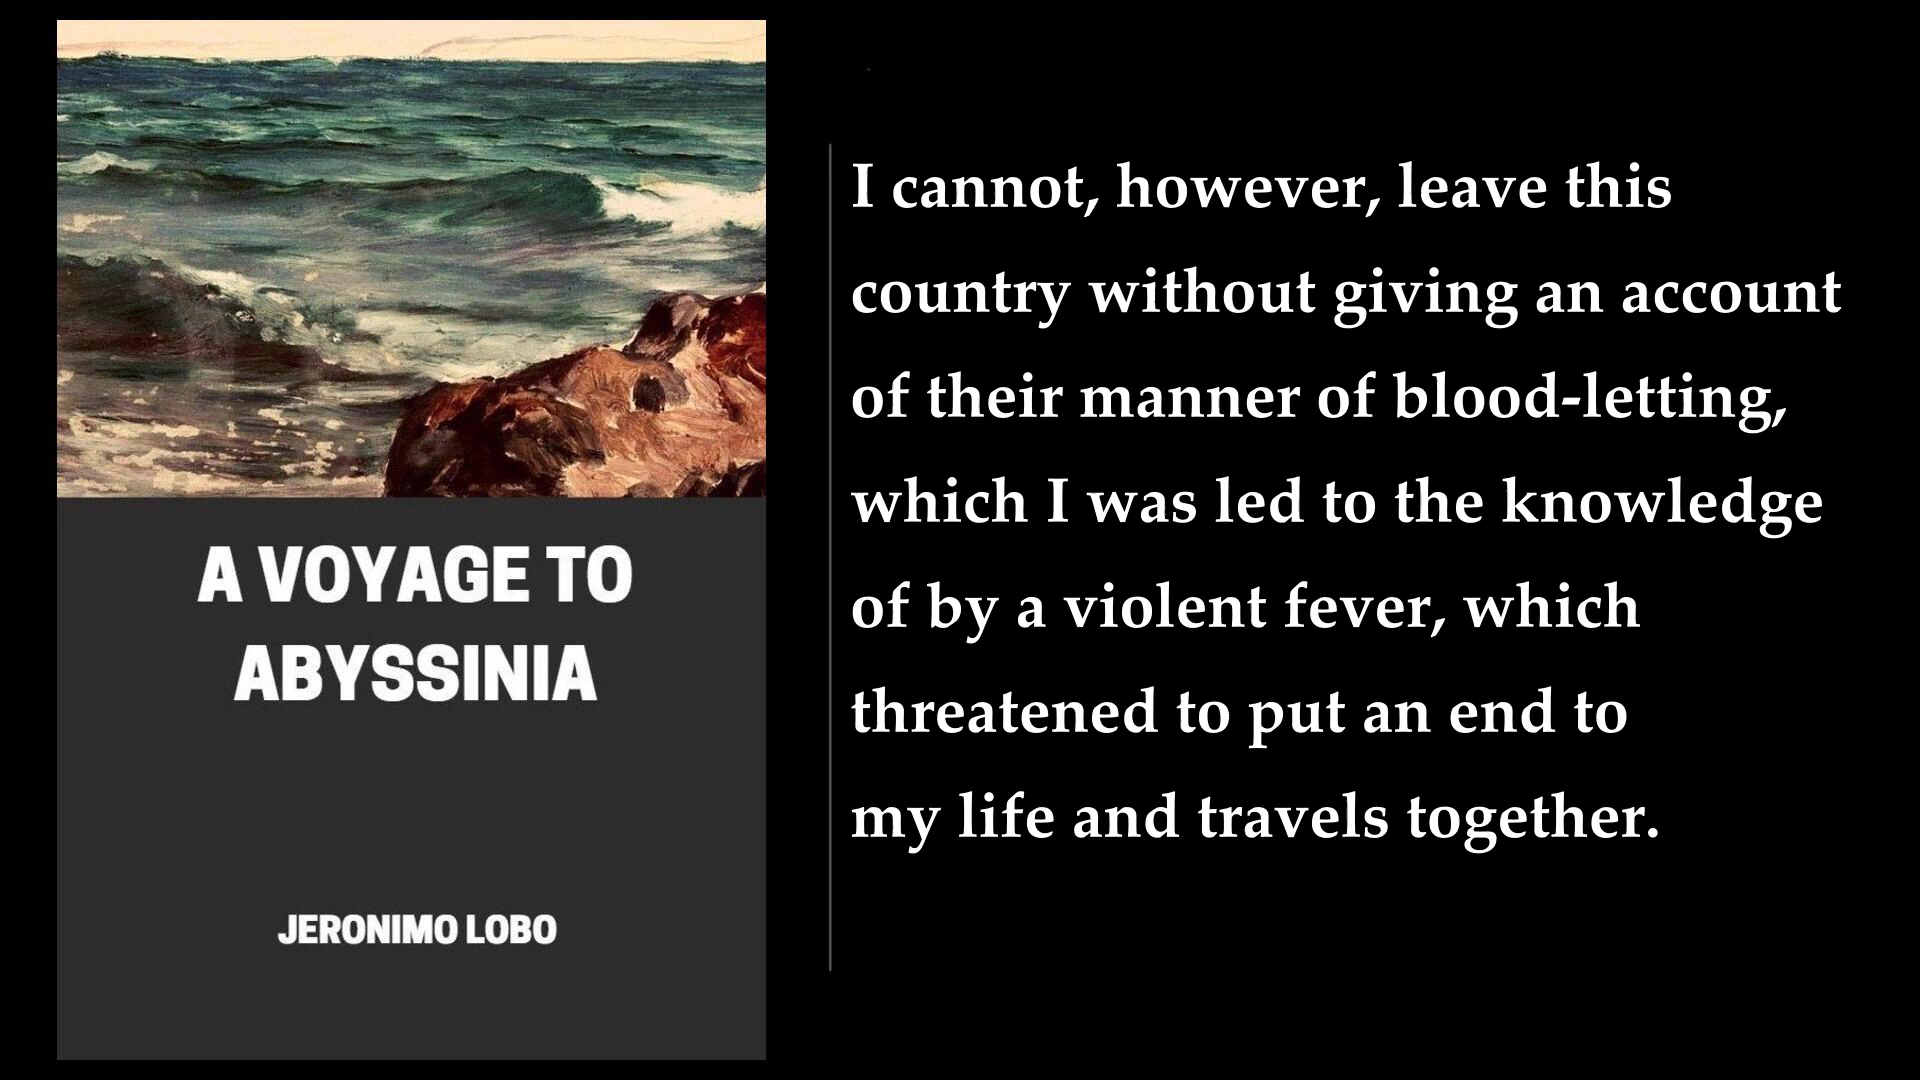 A VOYAGE TO
ABYSSINIA
JERONIMO LOBO
I cannot, however, leave this
country without giving an account
of their manner of blood-letting,
which I was led to the knowledge
of by a violent fever, which
threatened to put an end to
my life and travels together.